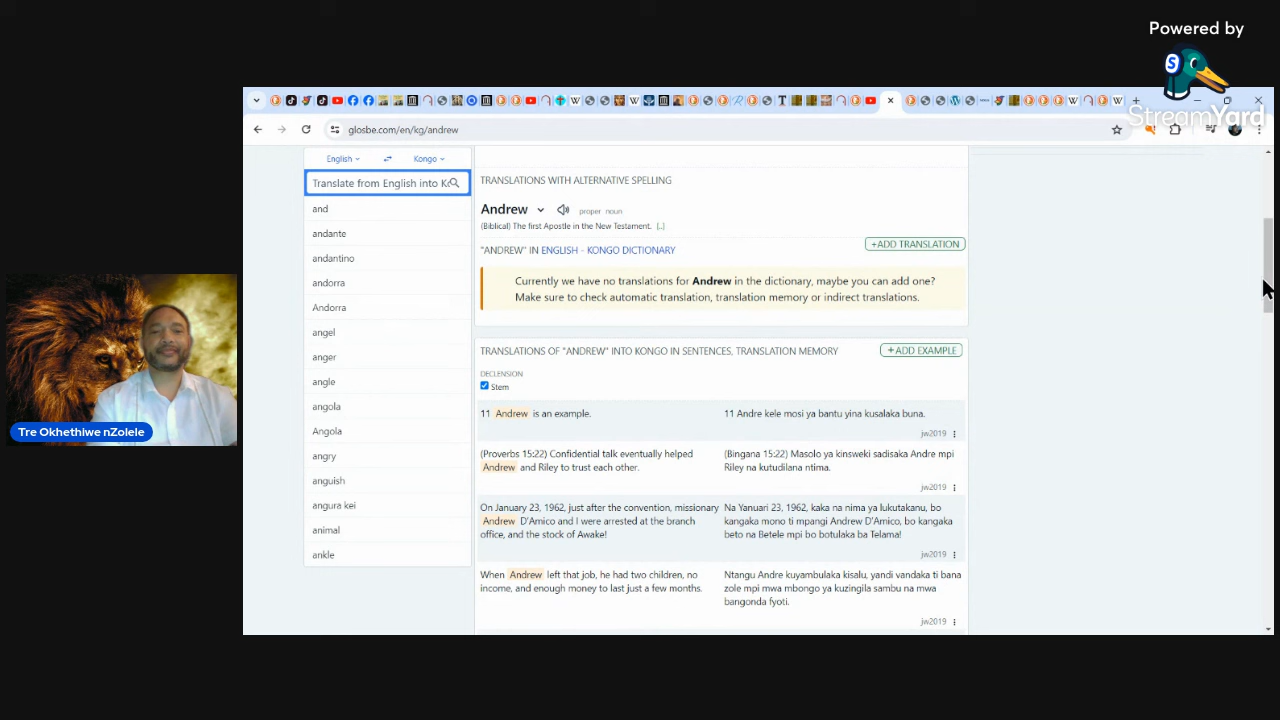 Powered by
StreamYard
glosbe.com/en/kg/andrew
English
Kongo
Translate from English into Ko
and
andante
andantino
andorra
Andorra
angel
anger
angle
angola
Angola
angry
anguish
angura kei
animal
ankle
TRANSLATIONS WITH ALTERNATIVE SPELLING
Andrew proper noun
(Biblical) The first Apostle in the New Testament. [..]
+ADD TRANSLATION
"ANDREW" IN ENGLISH - KONGO DICTIONARY
Currently we have no translations for Andrew in the dictionary, maybe you can add one?
Make sure to check automatic translation, translation memory or indirect translations.
TRANSLATIONS OF "ANDREW" INTO KONGO IN SENTENCES, TRANSLATION MEMORY
+ADD EXAMPLE
DECLENSION
Stem
11 Andrew is an example.
11 Andre kele mosi ya bantu yina kusalaka buna.
jw2019
(Proverbs 15:22) Confidential talk eventually helped
Andrew and Riley to trust each other.
(Bingana 15:22) Masolo ya kinsweki sadisaka Andre mpi
Riley na kutudilana ntima.
jw2019
On January 23, 1962, just after the convention, missionary
Andrew D'Amico and I were arrested at the branch
office, and the stock of Awake!
Na Yanuari 23, 1962, kaka na nima ya lukutakanu, bo
kangaka mono ti mpangi Andrew D'Amico, bo kangaka
beto na Betele mpi bo botulaka ba Telama!
jw2019
When Andrew left that job, he had two children, no
income, and enough money to last just a few months.
Ntangu Andre kuyambulaka kisalu, yandi vandaka ti bana
zole mpi mwa mbongo ya kuzingila sambu na mwa
bangonda fyoti.
jw2019
Tre Okhethiwe nZolele